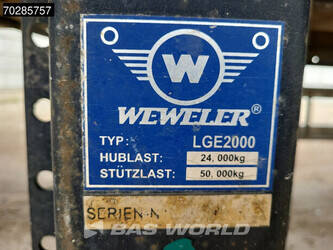 70285757
W
WEWELER®
TYP: LGE2000
HUBLAST: 24,000kg
STÜTZLAST: 50,000kg
SERIEN-N
BAS WORLD